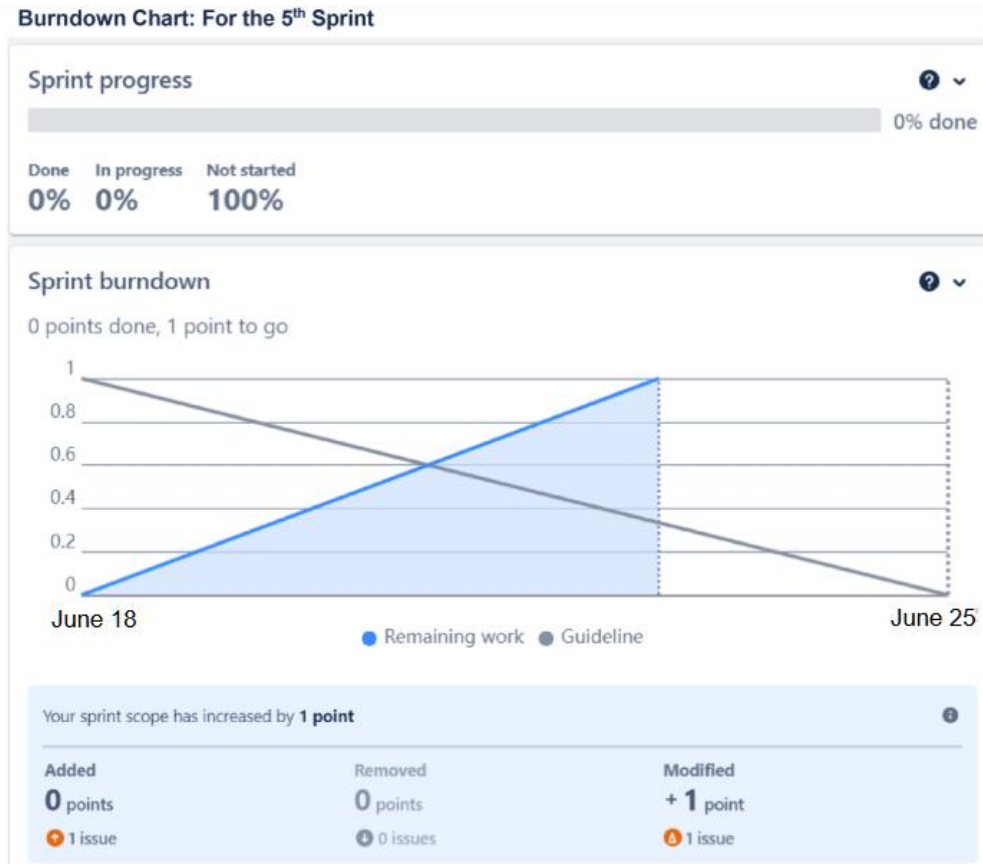 Burndown Chart: For the 5th Sprint
Sprint progress
0% done
Done In progress Not started
0% 0% 100%
Sprint burndown
0 points done, 1 point to go
1
0.8
0.6
0.4
0.2
0
June 18 June 25
Remaining work Guideline
Your sprint scope has increased by 1 point
Added Removed Modified
0 points 0 points + 1 point
1 issue 0 issues 1 issue